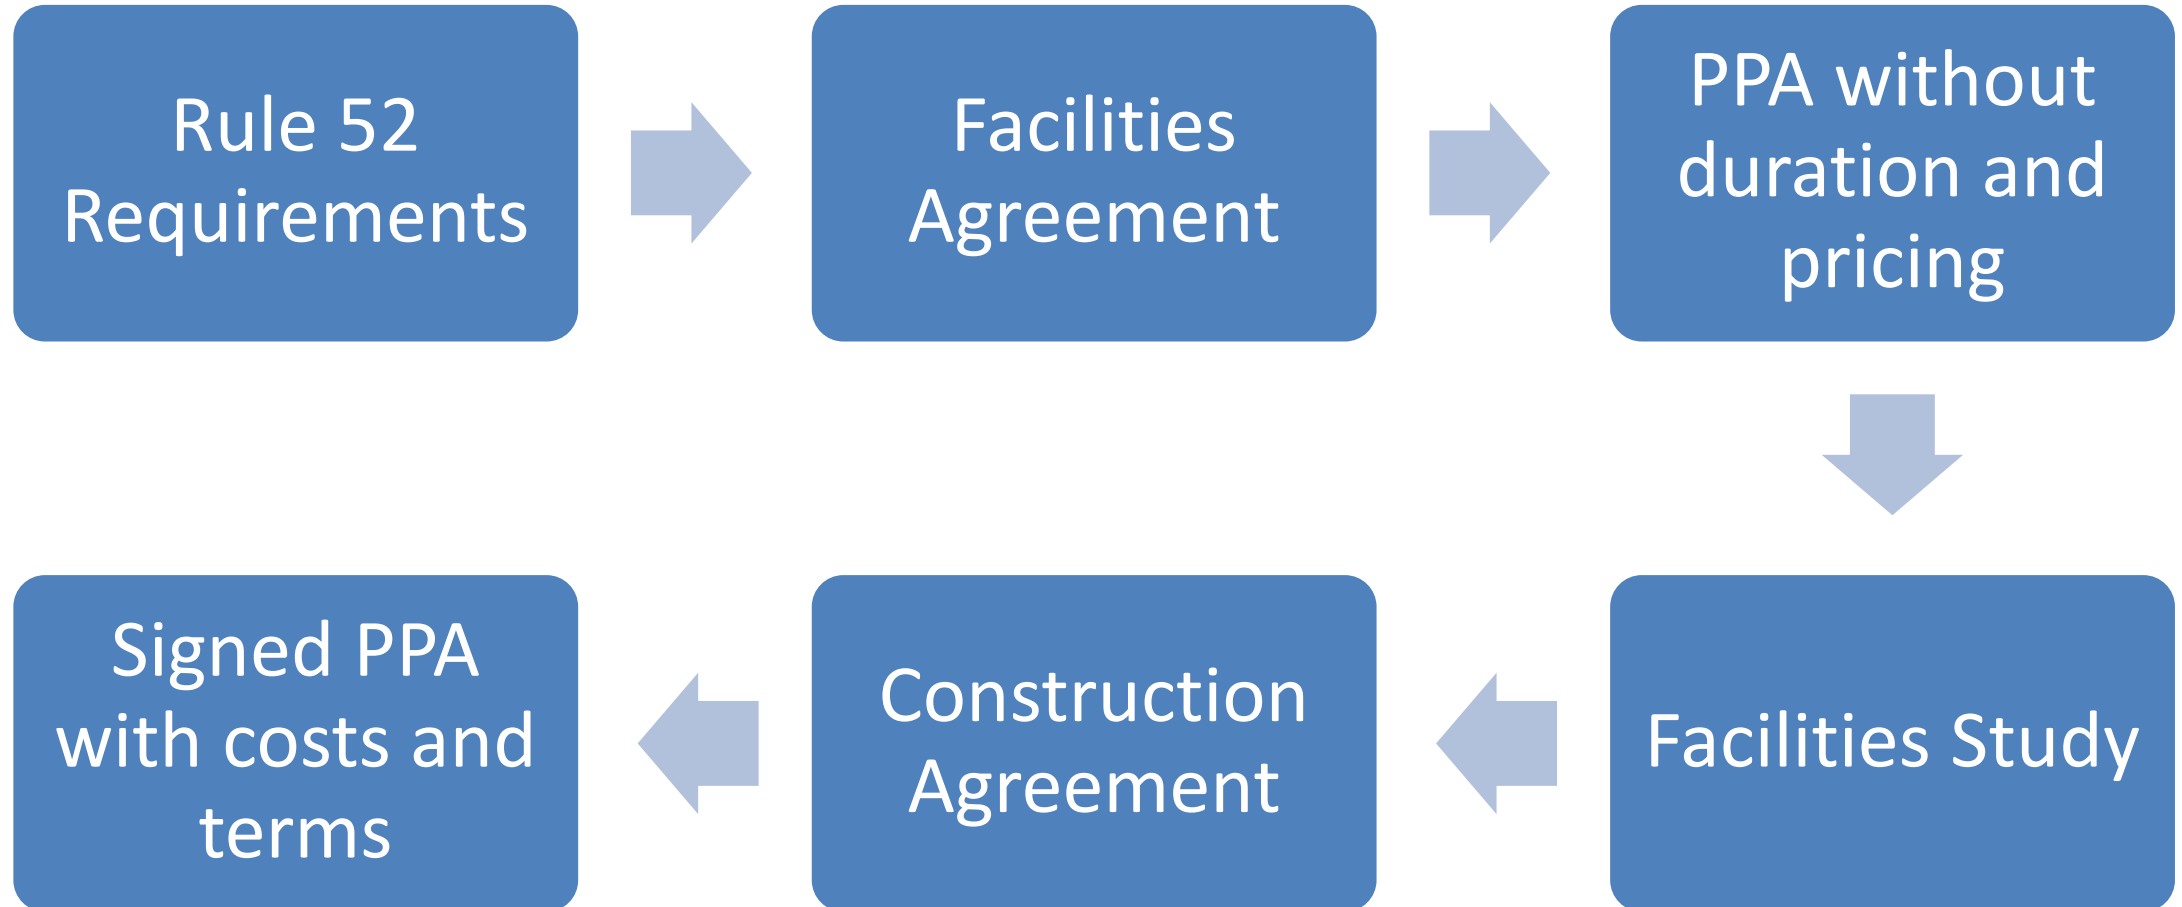 Rule 52
Requirements
Facilities
Agreement
PPA without
duration and
pricing
Facilities Study
Construction
Agreement
Signed PPA
with costs and
terms